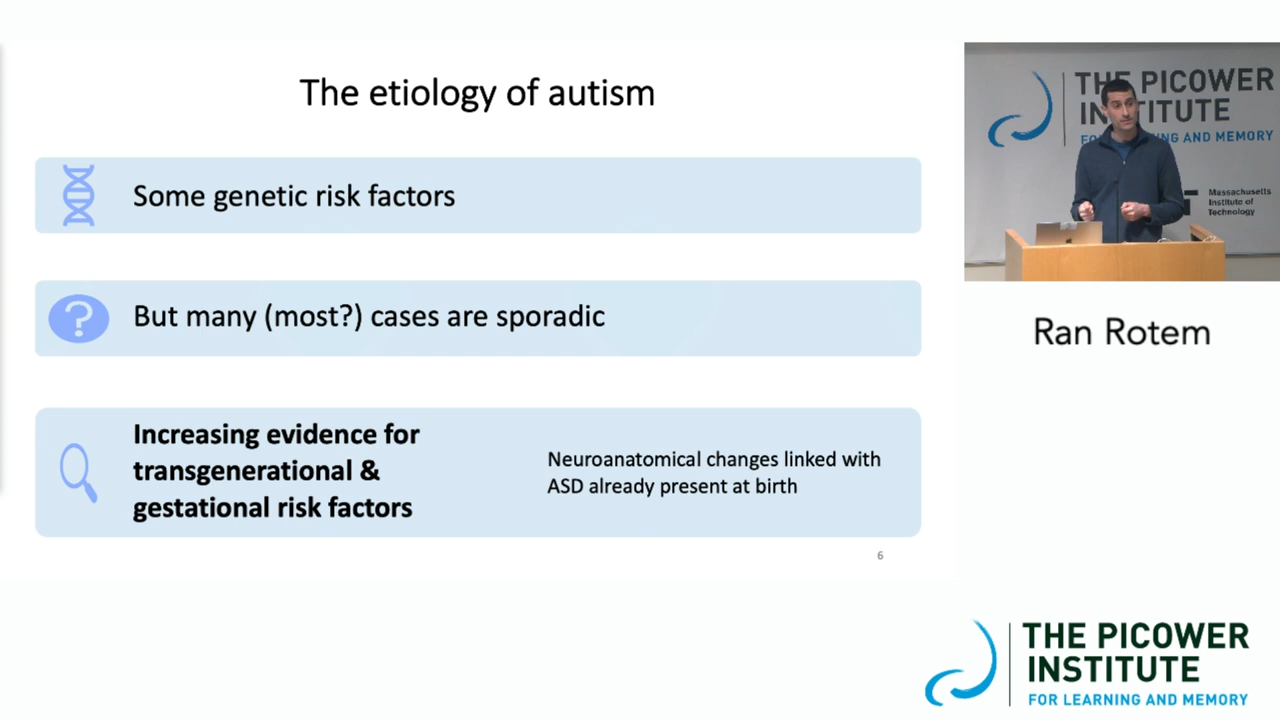 The etiology of autism
Some genetic risk factors
?
But many (most?) cases are sporadic
Increasing evidence for
transgenerational &
gestational risk factors
Neuroanatomical changes linked with
ASD already present at birth
6
THE PICOWER
INSTITUTE
FOR LEARNING AND MEMORY
Massachusetts
Institute of
Technology
Ran Rotem
THE PICOWER
INSTITUTE
FOR LEARNING AND MEMORY